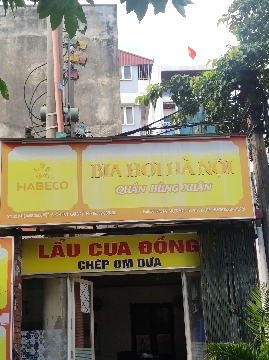 HABECO
BIA HƠI HÀ NỘI
QUÁN HÙNG XUÂN
LẨU CUA ĐỒNG
CHÉP OM DƯA